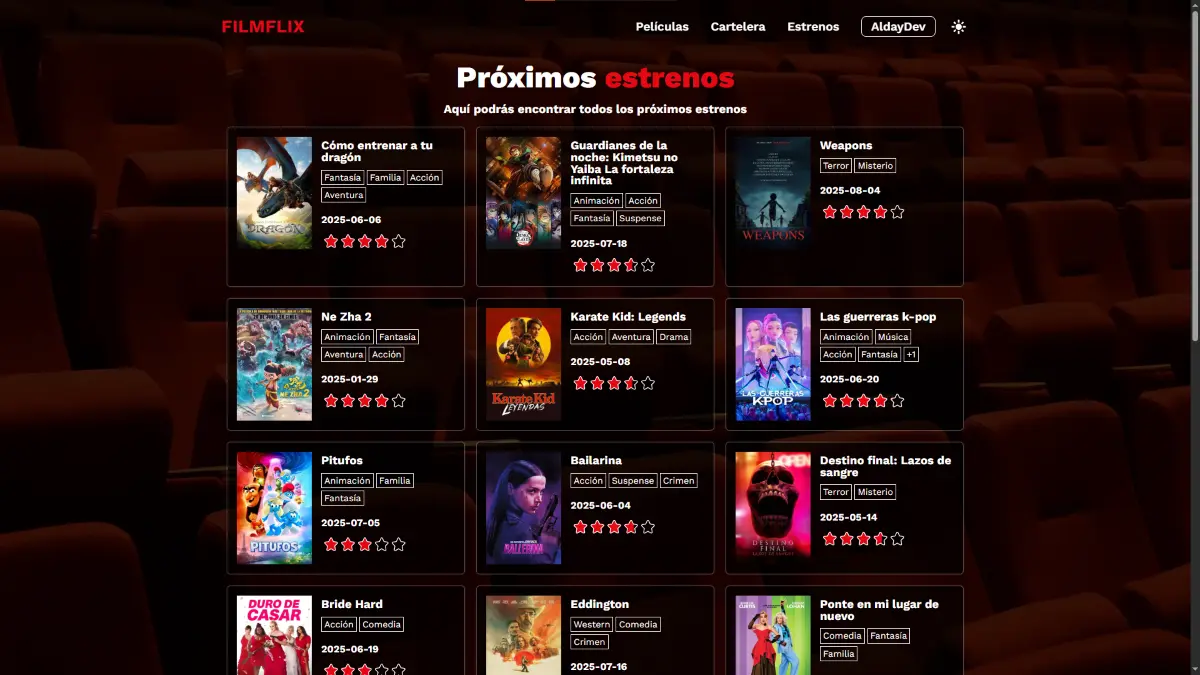 FILMFLIX
Películas
Cartelera
Estrenos
AldayDev
Próximos estrenos
Aquí podrás encontrar todos los próximos estrenos
DRAGÓN
Cómo entrenar a tu
dragón
Fantasía
Familia
Acción
Aventura
2025-06-06
Guardianes de la
noche: Kimetsu no
Yaiba La fortaleza
infinita
Animación
Acción
Fantasía
Suspense
2025-07-18
WEAPONS
Weapons
Terror
Misterio
2025-08-04
NE ZHA 2
Ne Zha 2
Animación
Fantasía
Aventura
Acción
2025-01-29
Karate Kid
LEYENDAS
Karate Kid: Legends
Acción
Aventura
Drama
2025-05-08
LAS GUERRERAS
K-POP
Las guerreras k-pop
Animación
Música
Acción
Fantasía
+1
2025-06-20
PITUFOS
Pitufos
Animación
Familia
Fantasía
2025-07-05
BALLERINA
Bailarina
Acción
Suspense
Crimen
2025-06-04
DESTINO
FINAL
Destino final: Lazos de
sangre
Terror
Misterio
2025-05-14
DURO DE
CASAR
Bride Hard
Acción
Comedia
2025-06-19
Eddington
Western
Comedia
Crimen
2025-07-16
CURTIS
LOHAN
Ponte en mi lugar de
nuevo
Comedia
Fantasía
Familia